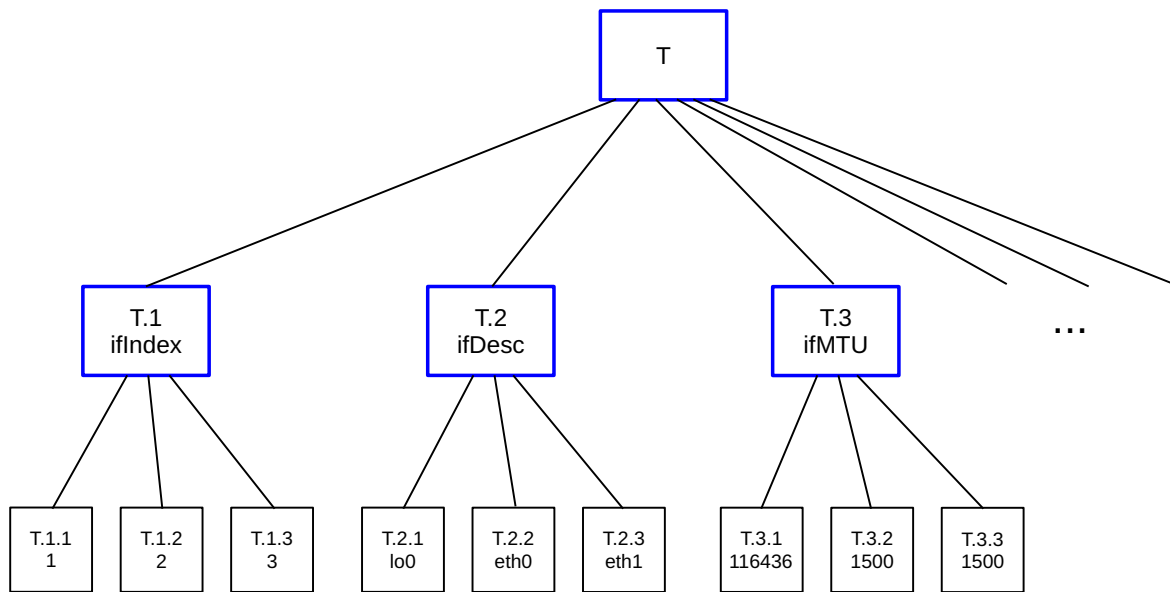 T
T.1
ifIndex
T.2
ifDesc
T.3
ifMTU
...
T.1.1
1
T.1.2
2
T.1.3
3
T.2.1
lo0
T.2.2
eth0
T.2.3
eth1
T.3.1
116436
T.3.2
1500
T.3.3
1500